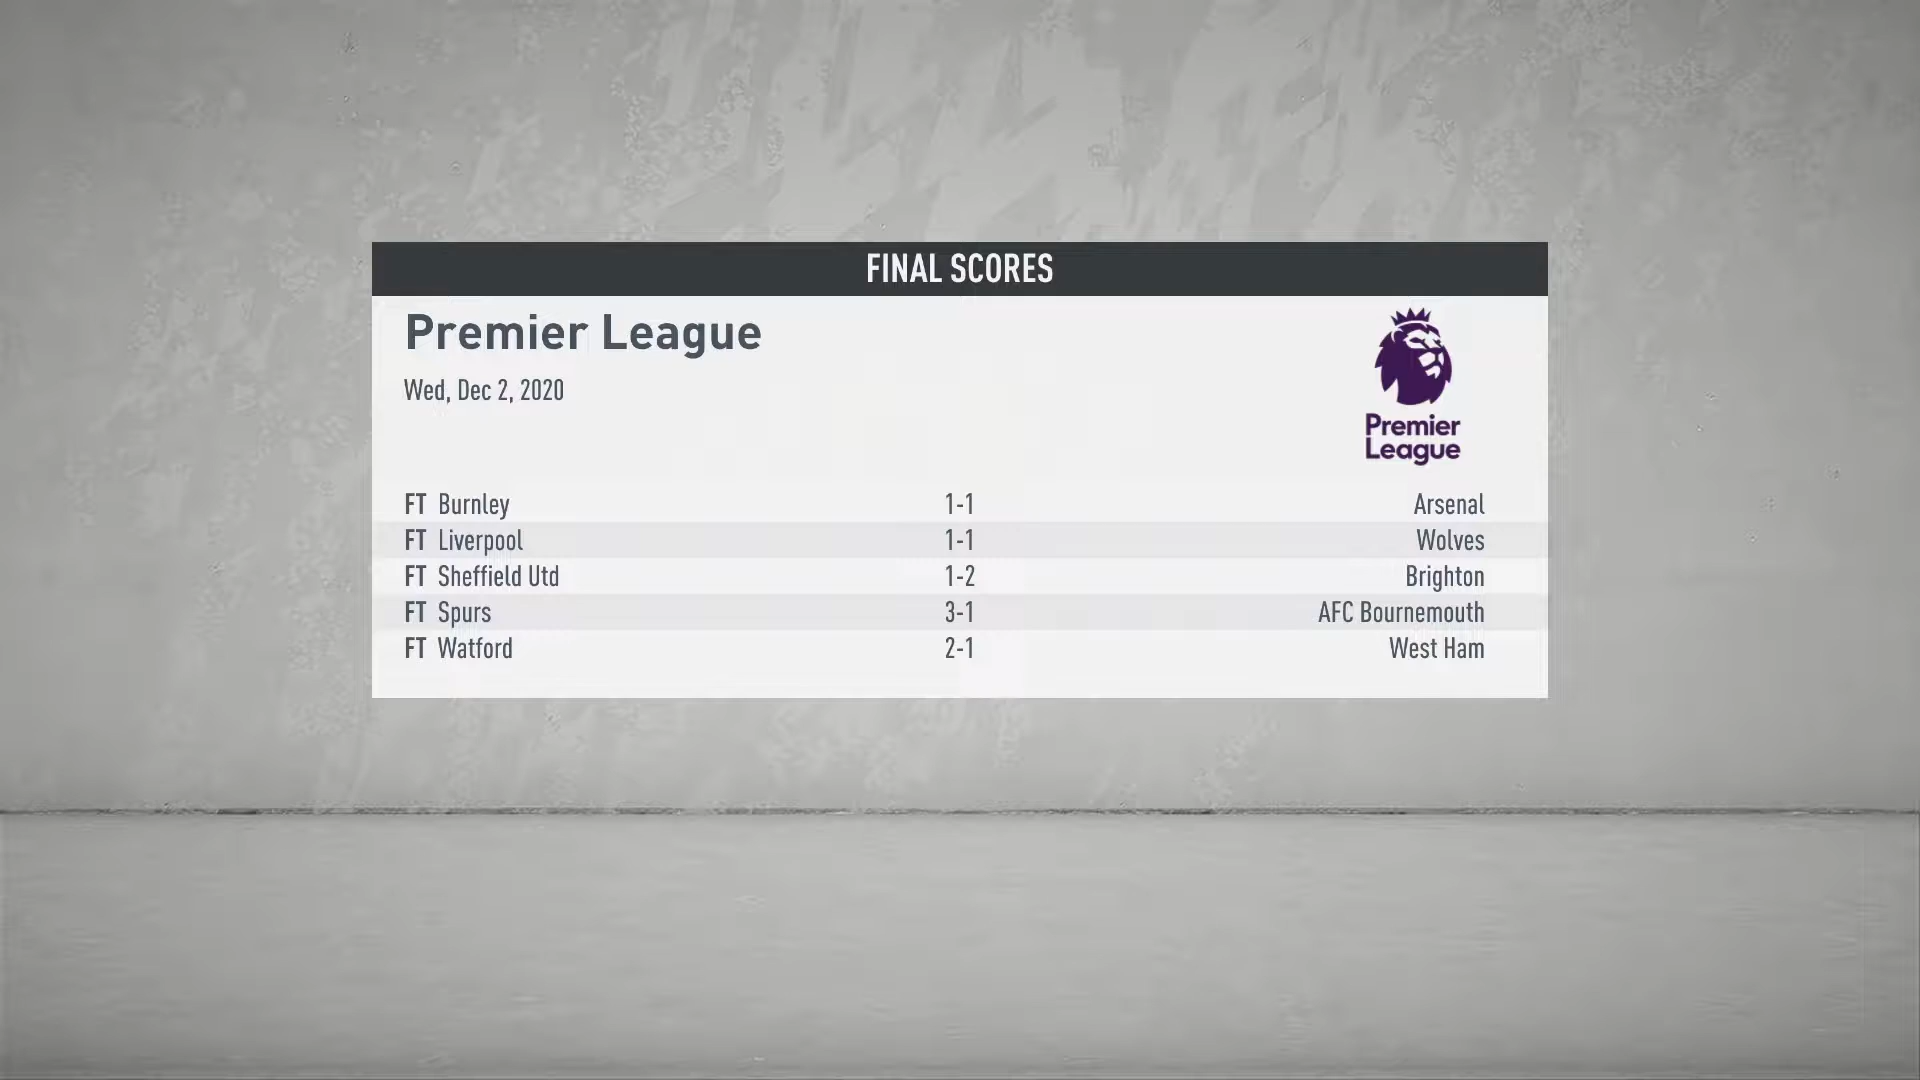 FINAL SCORES
Premier League
Wed, Dec 2, 2020
Premier
League
FT Burnley 1-1 Arsenal
FT Liverpool 1-1 Wolves
FT Sheffield Utd 1-2 Brighton
FT Spurs 3-1 AFC Bournemouth
FT Watford 2-1 West Ham